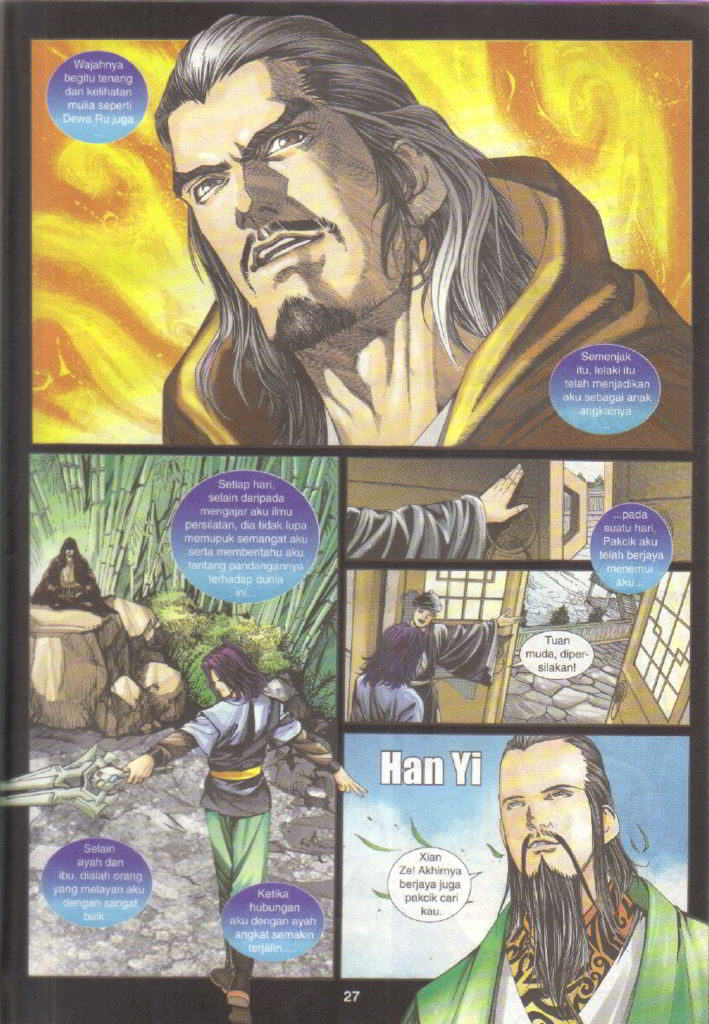 Wajahnya
begitu tenang
dan kelihatan
mulia seperti
Dewa Ru juga
...
Semenjak
itu, lelaki itu
telah menjadikan
aku sebagai anak
angkatnya
...
Setiap hari,
selain daripada
mengajar aku ilmu
persilatan, dia tidak lupa
memupuk semangat aku
serta memberitahu aku
tentang pandangannya
terhadap dunia
ini...
Selain
ayah dan
ibu, dialah orang
yang melayan aku
dengan sangat
baik.
Ketika
hubungan
aku dengan ayah
angkat semakin
terjalin.....
...pada
suatu hari,
Pakcik aku
telah berjaya
menemui
aku...
Tuan
muda, diper-
silakan!
Han Yi
Xian
Ze! Akhirnya
berjaya juga
pakcik cari
kau.
27